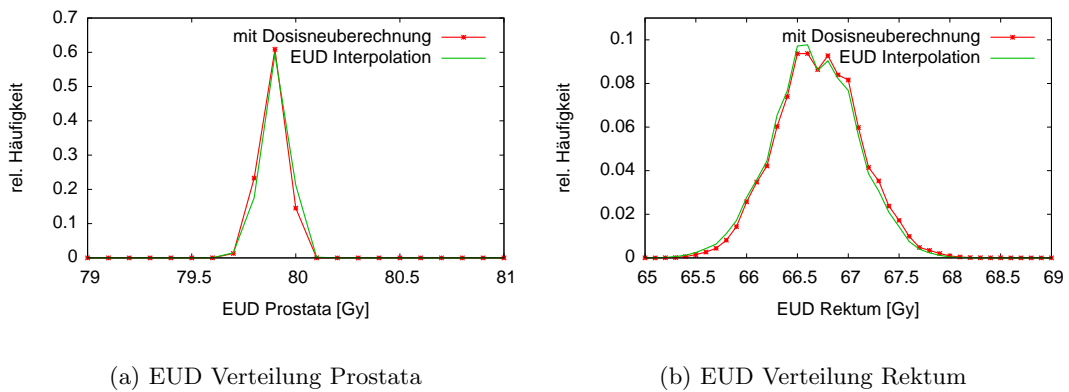 mit Dosisneuberechnung
EUD Interpolation
rel. Häufigkeit
0.7
0.6
0.5
0.4
0.3
0.2
0.1
0
79
79.5
80
80.5
81
EUD Prostata [Gy]
(a) EUD Verteilung Prostata
mit Dosisneuberechnung
EUD Interpolation
rel. Häufigkeit
0.1
0.08
0.06
0.04
0.02
0
65
65.5
66
66.5
67
67.5
68
68.5
69
EUD Rektum [Gy]
(b) EUD Verteilung Rektum